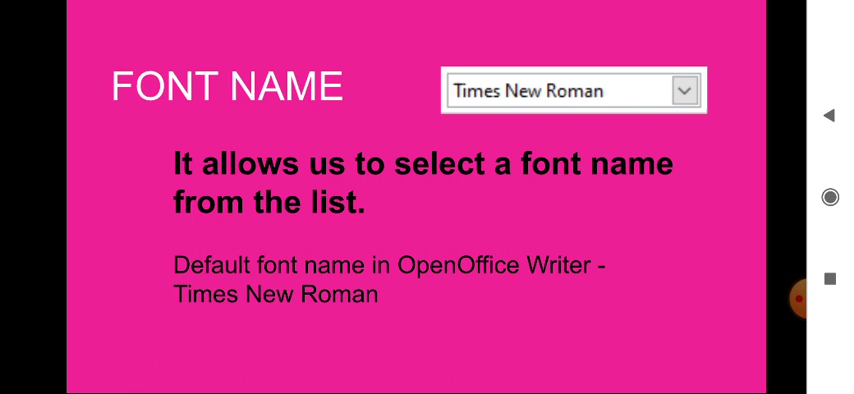 FONT NAME
Times New Roman
It allows us to select a font name
from the list.
Default font name in OpenOffice Writer -
Times New Roman